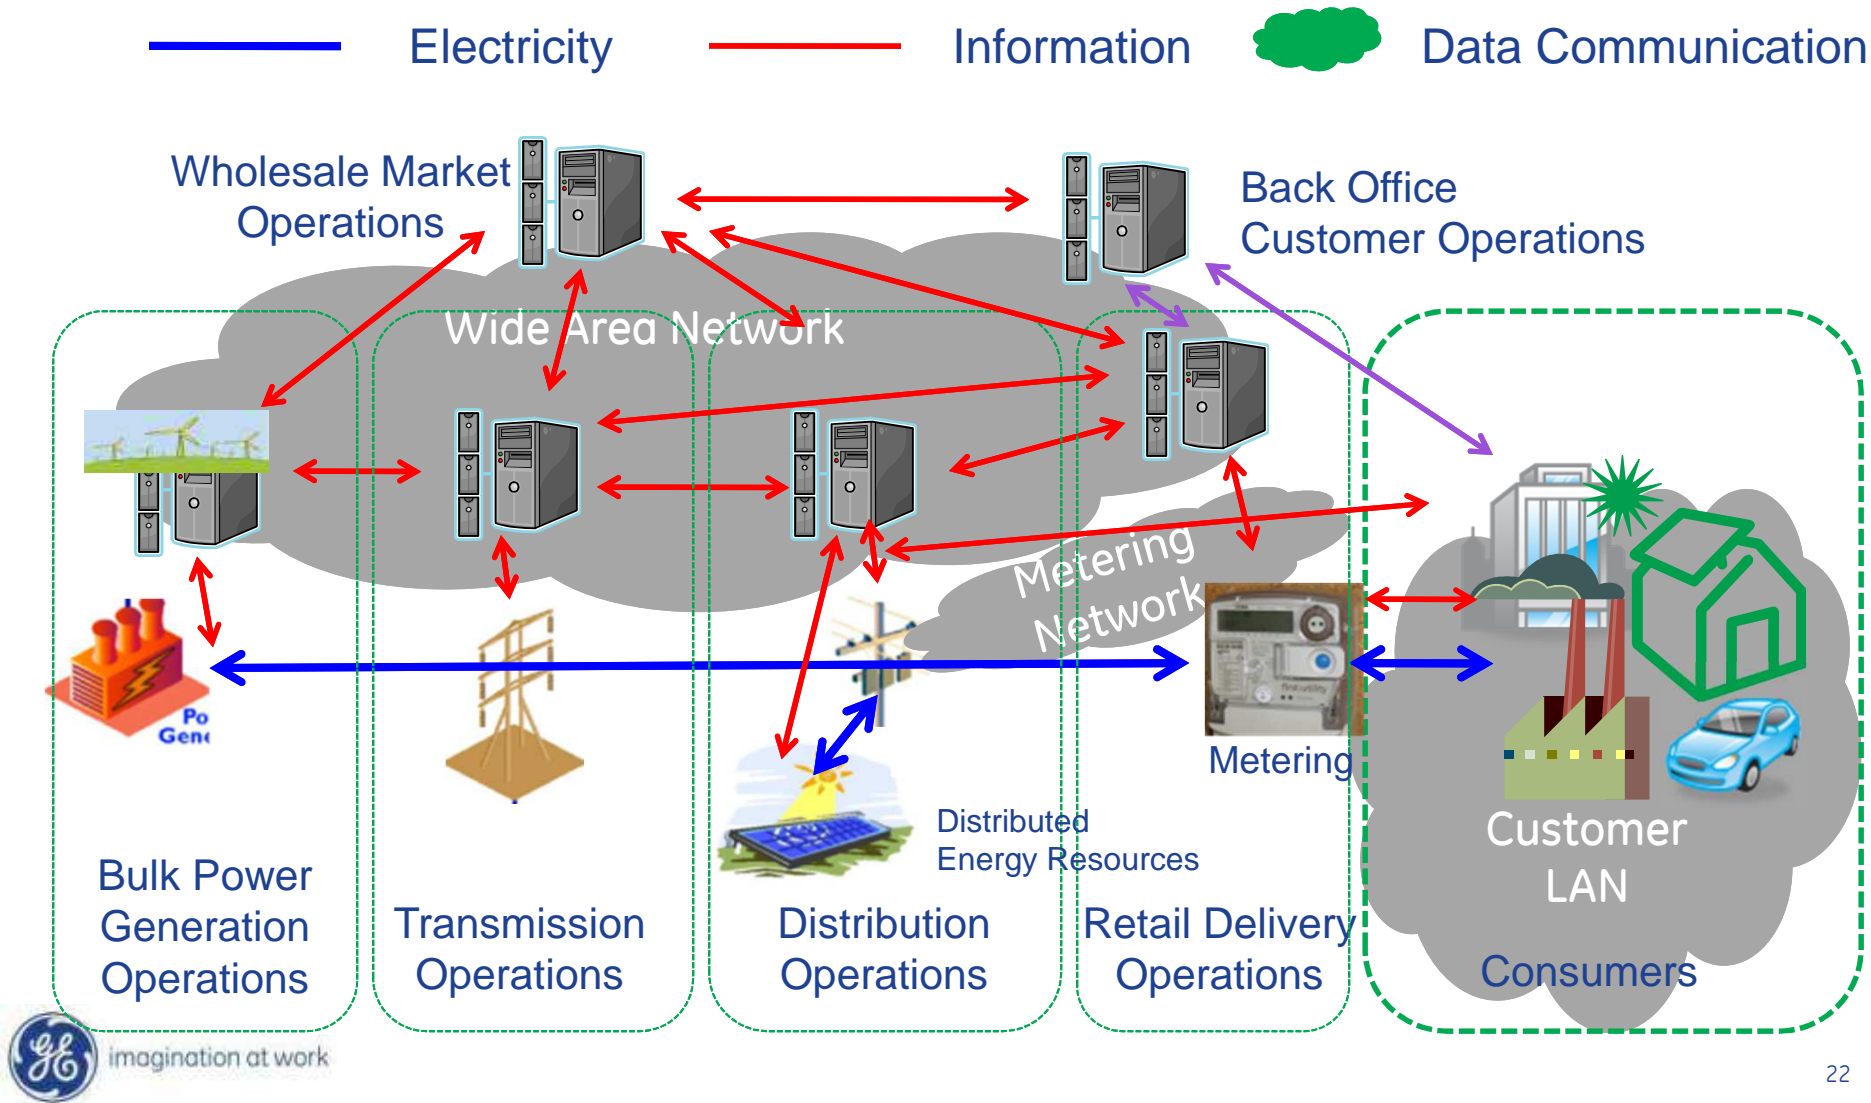 Electricity
Information
Data Communication
Wholesale Market
Operations
Back Office
Customer Operations
Wide Area Network
Metering
Network
Po
Gene
Metering
Distributed
Energy Resources
Customer
LAN
Bulk Power
Generation
Operations
Transmission
Operations
Distribution
Operations
Retail Delivery
Operations
Consumers
imagination at work
22